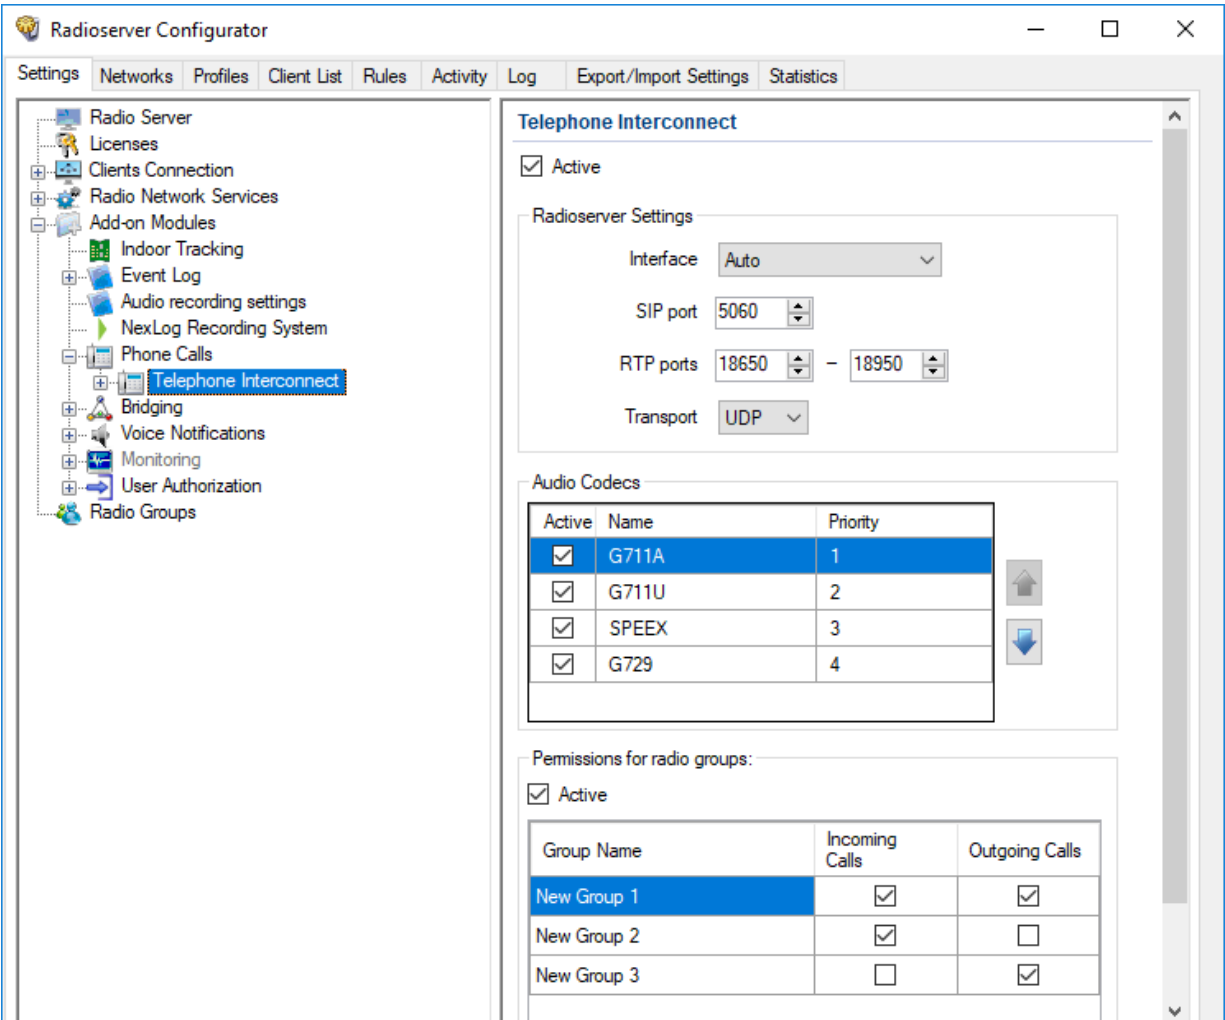 Radioserver Configurator
Settings Networks Profiles Client List Rules Activity Log Export/Import Settings Statistics
Radio Server
Licenses
Clients Connection
Radio Network Services
Add-on Modules
Indoor Tracking
Event Log
Audio recording settings
NexLog Recording System
Phone Calls
Telephone Interconnect
Bridging
Voice Notifications
Monitoring
User Authorization
Radio Groups
Telephone Interconnect
Active
Radioserver Settings
Interface Auto
SIP port 5060
RTP ports 18650 – 18950
Transport UDP
Audio Codecs
Active Name Priority
G711A 1
G711U 2
SPEEX 3
G729 4
Permissions for radio groups:
Active
Group Name Incoming Calls Outgoing Calls
New Group 1
New Group 2
New Group 3